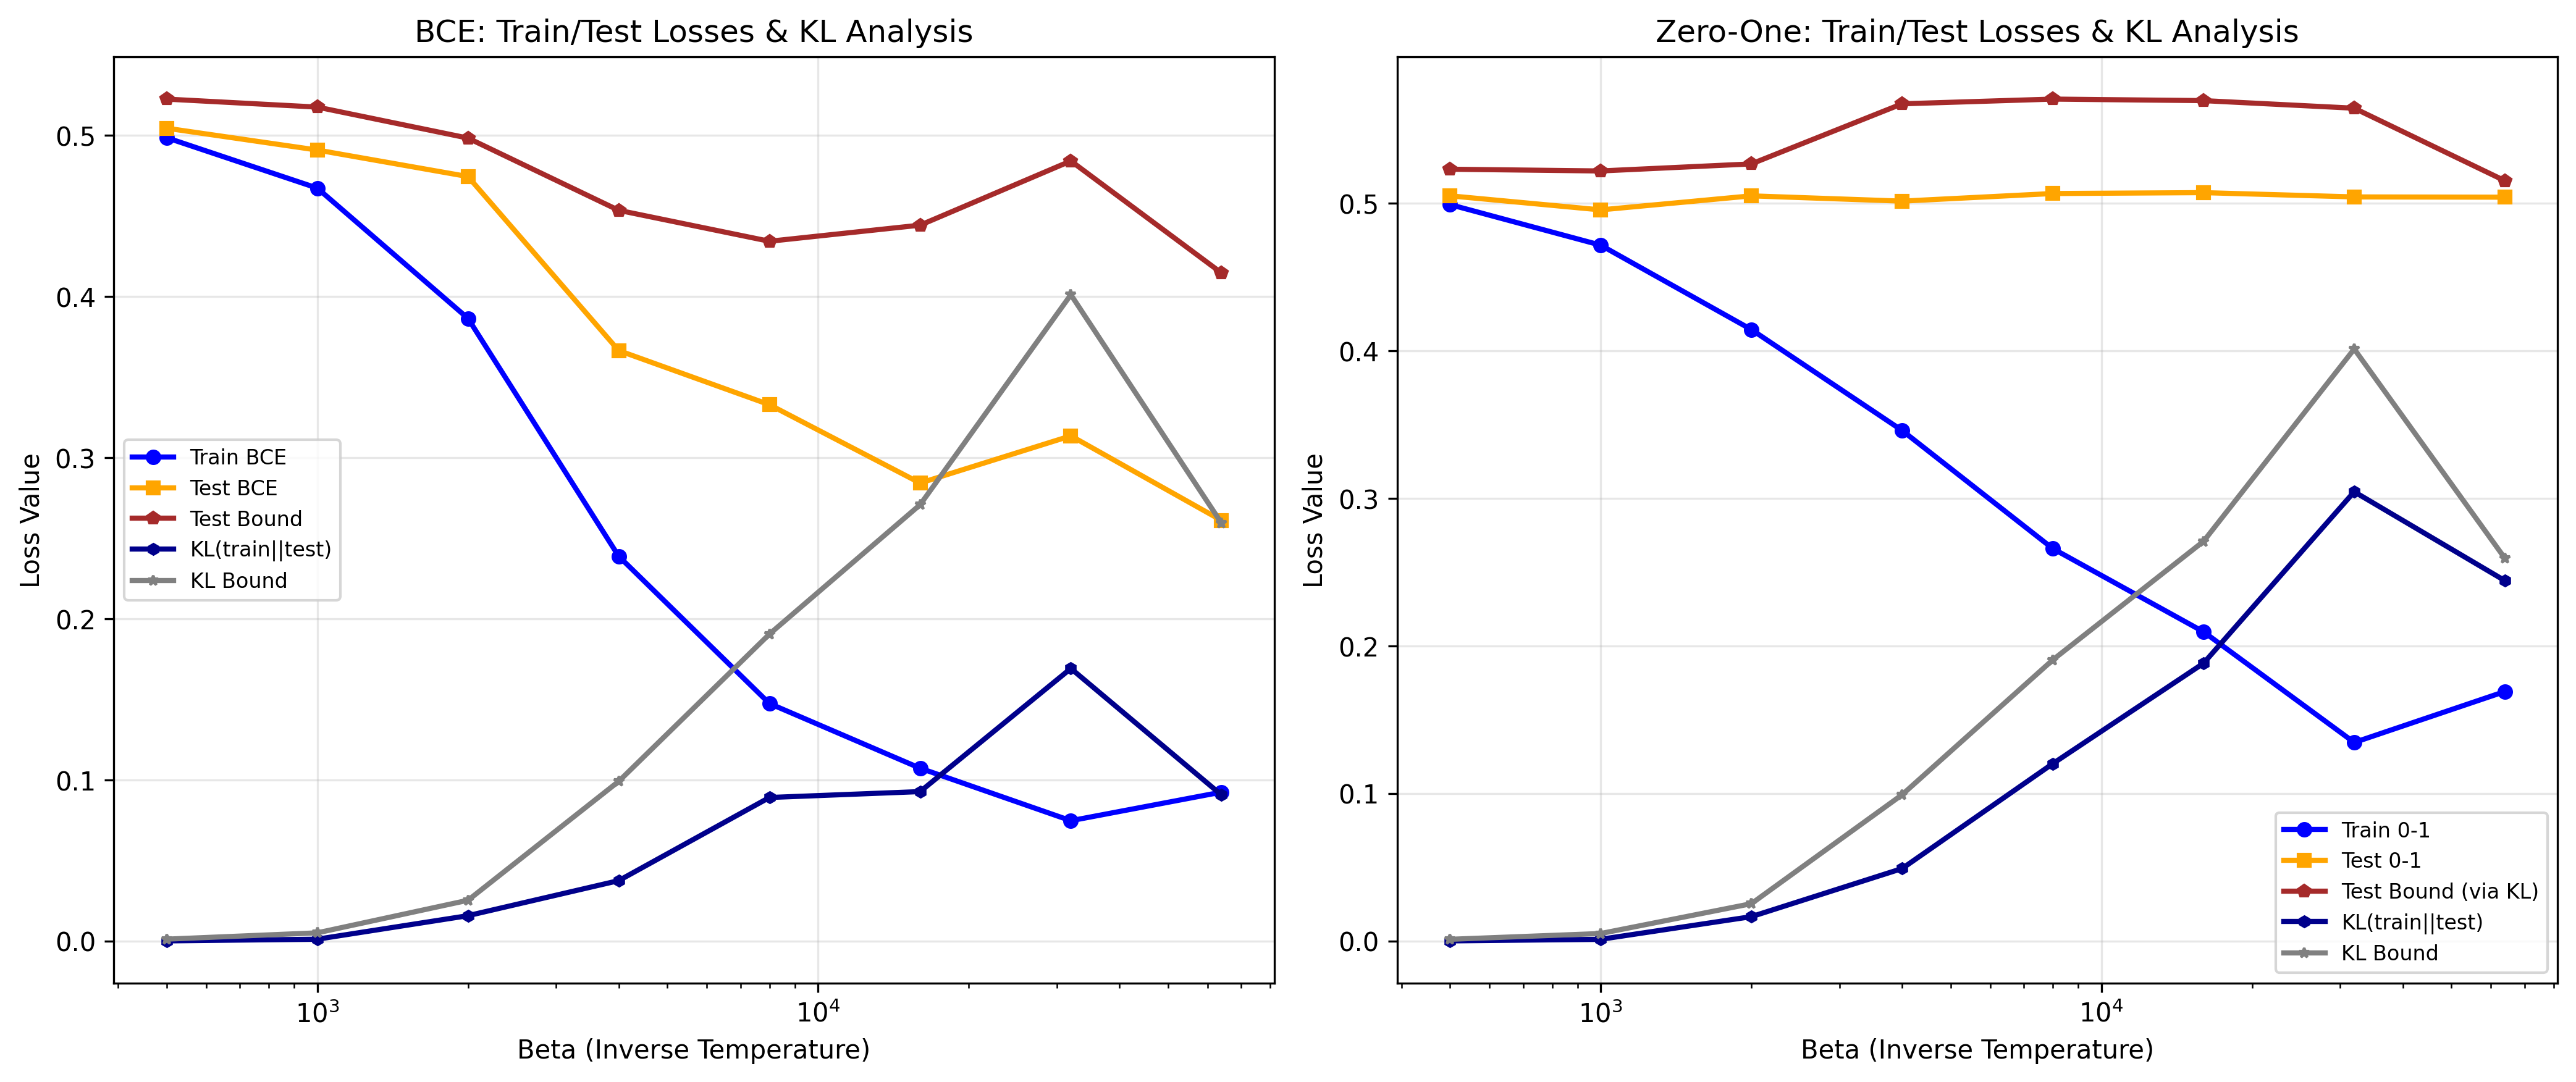 BCE: Train/Test Losses & KL Analysis
Loss Value
0.5
0.4
0.3
0.2
0.1
0.0
Train BCE
Test BCE
Test Bound
KL(train||test)
KL Bound
10³
10⁴
Beta (Inverse Temperature)
Zero-One: Train/Test Losses & KL Analysis
Loss Value
0.5
0.4
0.3
0.2
0.1
0.0
Train 0-1
Test 0-1
Test Bound (via KL)
KL(train||test)
KL Bound
10³
10⁴
Beta (Inverse Temperature)